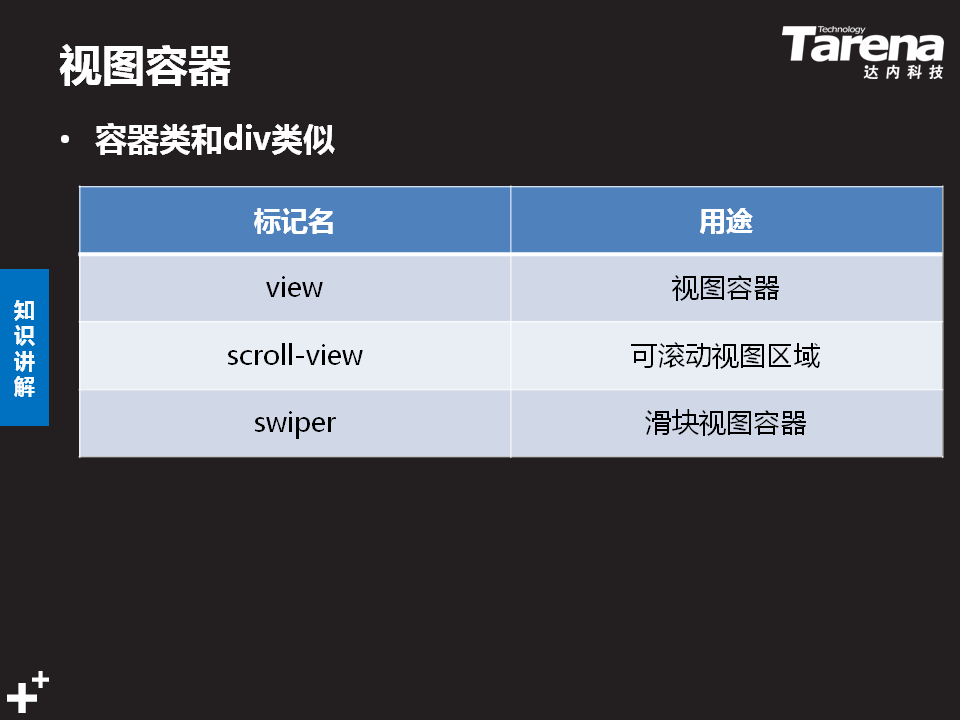 视图容器
Technology
Tarena
达内科技
• 容器类和div类似
标记名 用途
view 视图容器
scroll-view 可滚动视图区域
swiper 滑块视图容器
知识讲解